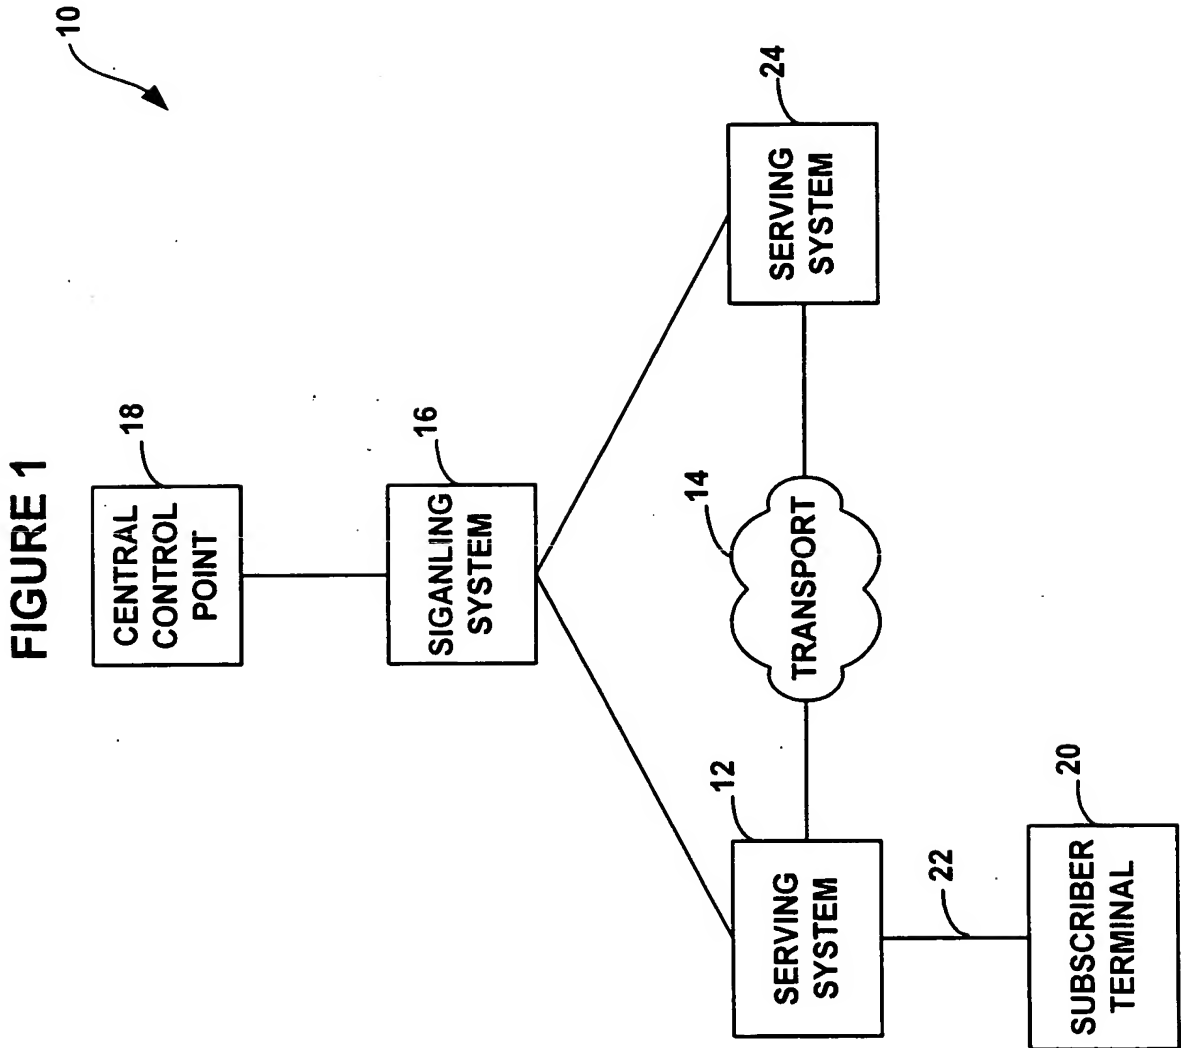 FIGURE 1
10
CENTRAL
CONTROL
POINT
18
SIGANLING
SYSTEM
16
SERVING
SYSTEM
12
TRANSPORT
14
SERVING
SYSTEM
24
22
SUBSCRIBER
TERMINAL
20